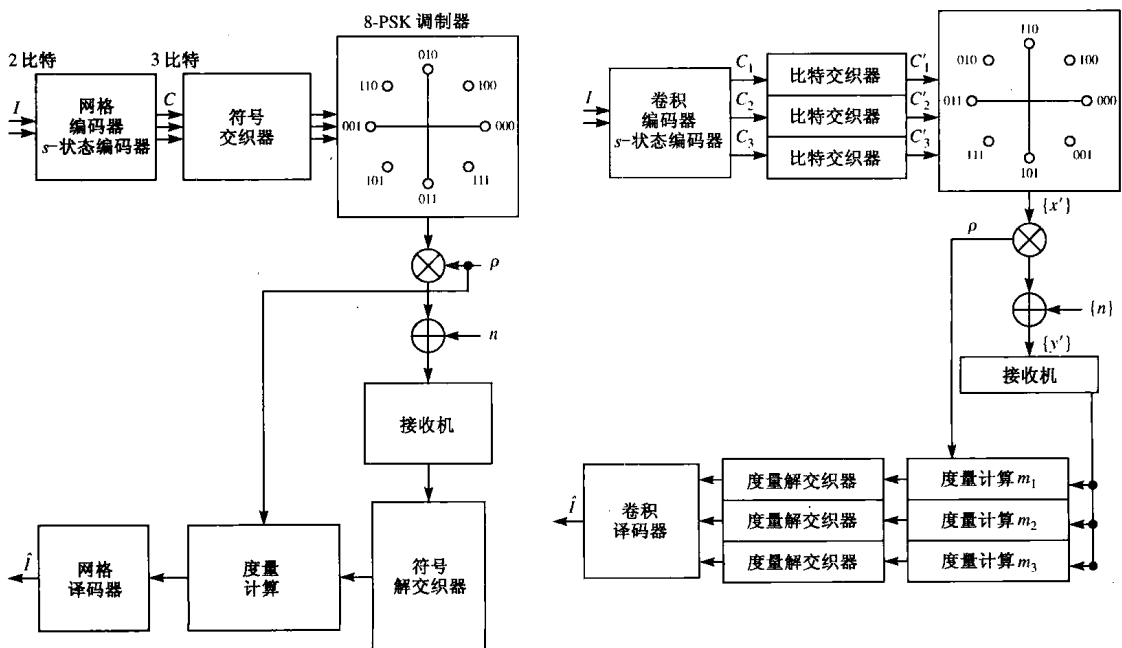 8-PSK 调制器
2 比特
3 比特
I
网格
编码器
s-状态编码器
C
符号
交织器
010
110
100
001
000
101
111
011
ρ
n
接收机
符号
解交织器
度量
计算
网格
译码器
Î
I
卷积
编码器
s-状态编码器
C₁
C₂
C₃
比特交织器
比特交织器
比特交织器
C′₁
C′₂
C′₃
110
010
100
011
000
111
001
101
{x′}
ρ
{n}
{y′}
接收机
度量计算 m₁
度量计算 m₂
度量计算 m₃
度量解交织器
度量解交织器
度量解交织器
卷积
译码器
Î